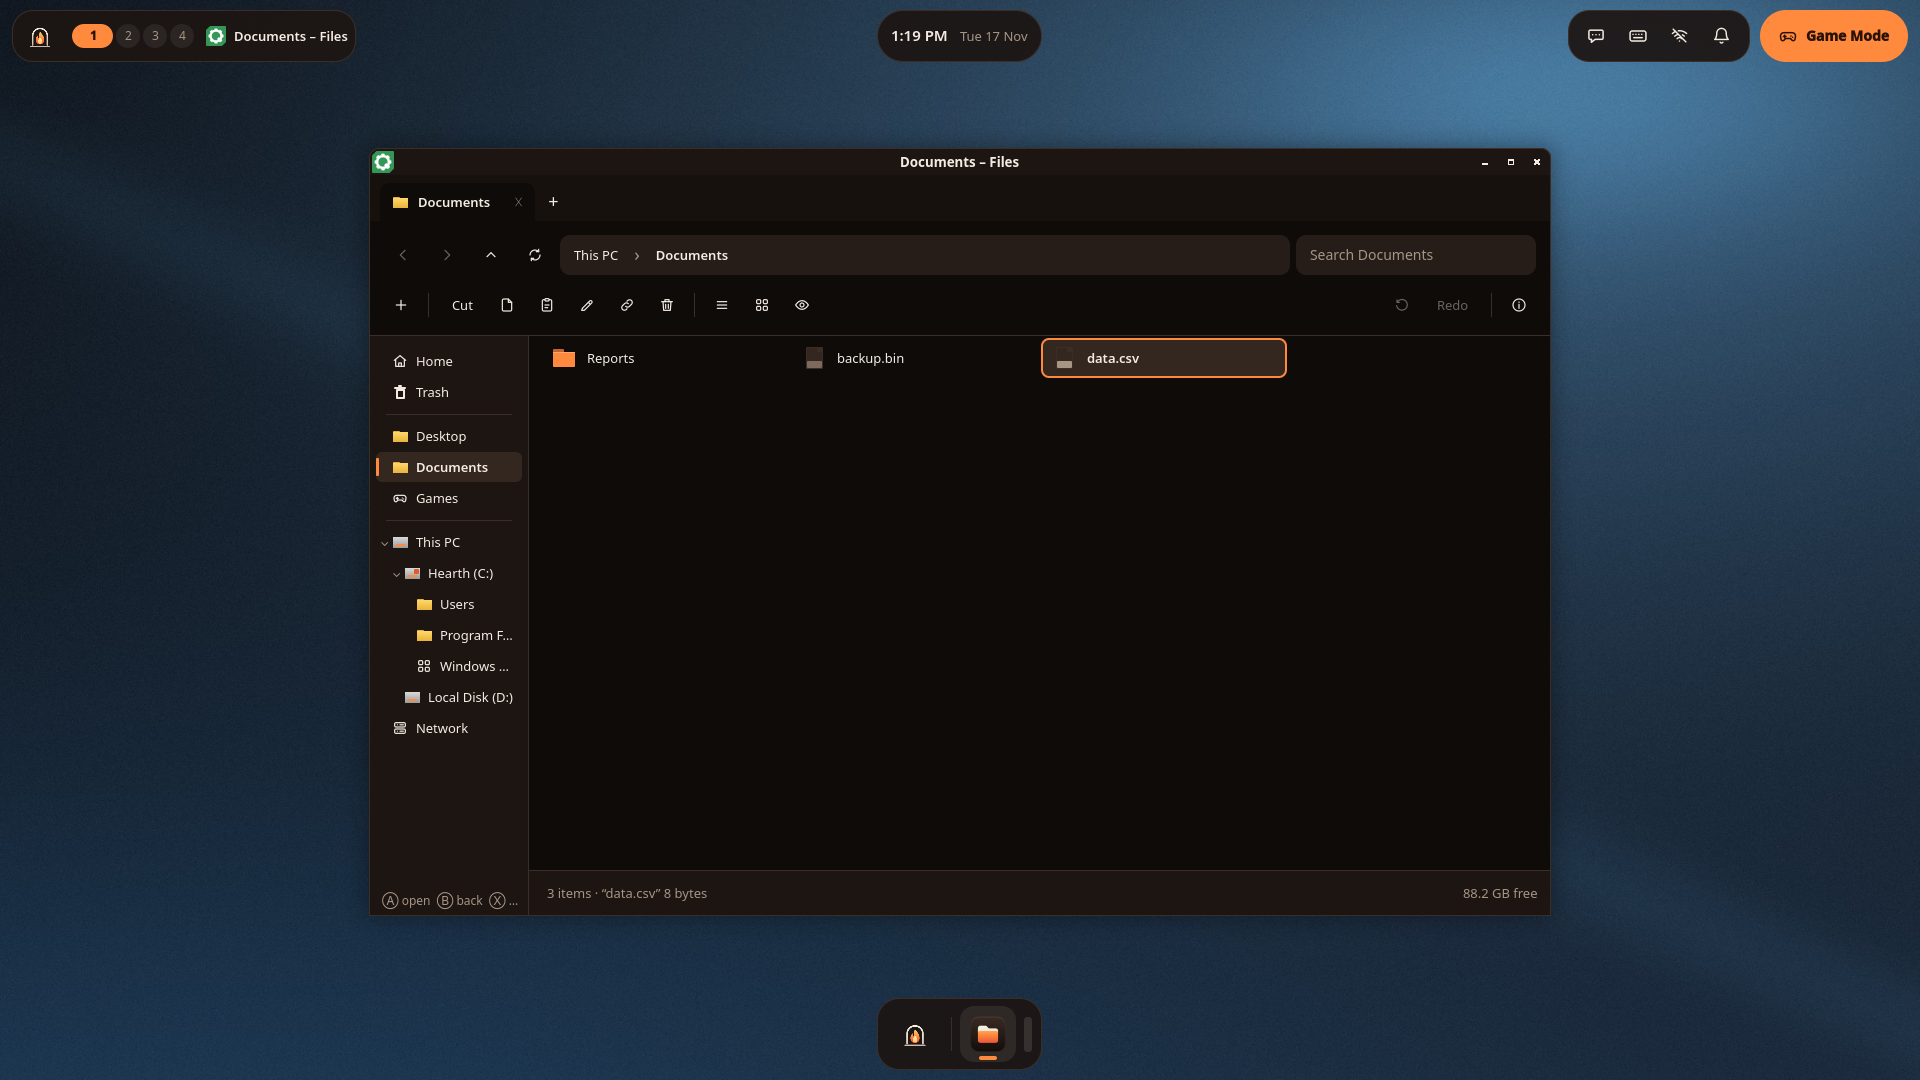 1 2 3 4 Documents – Files
1:19 PM Tue 17 Nov
Game Mode
Documents – Files
Documents X +
This PC › Documents
Search Documents
Cut
Redo
Home
Trash
Desktop
Documents
Games
This PC
Hearth (C:)
Users
Program F...
Windows ...
Local Disk (D:)
Network
Reports
backup.bin
data.csv
A open B back X ...
3 items · “data.csv” 8 bytes
88.2 GB free